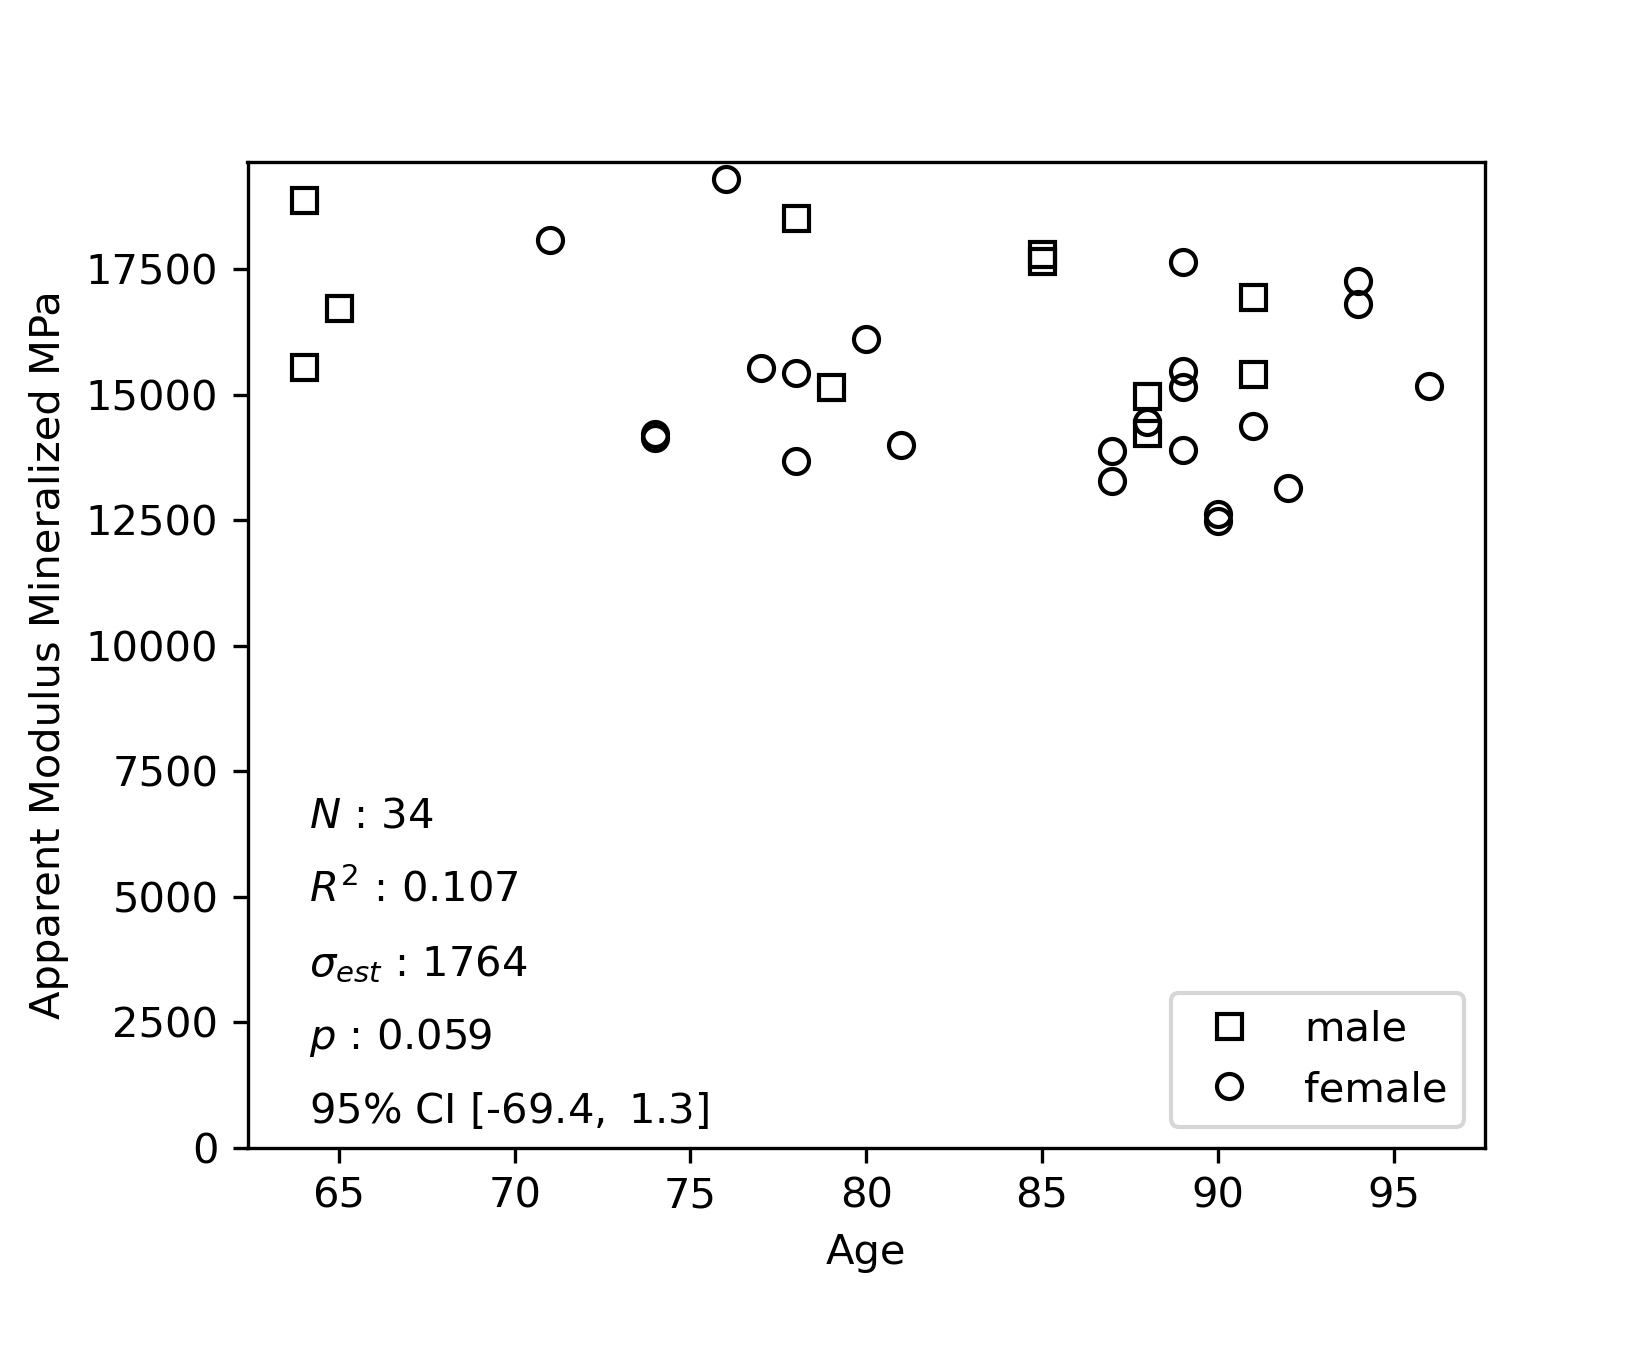 17500
15000
12500
10000
7500
5000
2500
0
Apparent Modulus Mineralized MPa
N : 34
R² : 0.107
σest : 1764
p : 0.059
95% CI [-69.4, 1.3]
male
female
65 70 75 80 85 90 95
Age